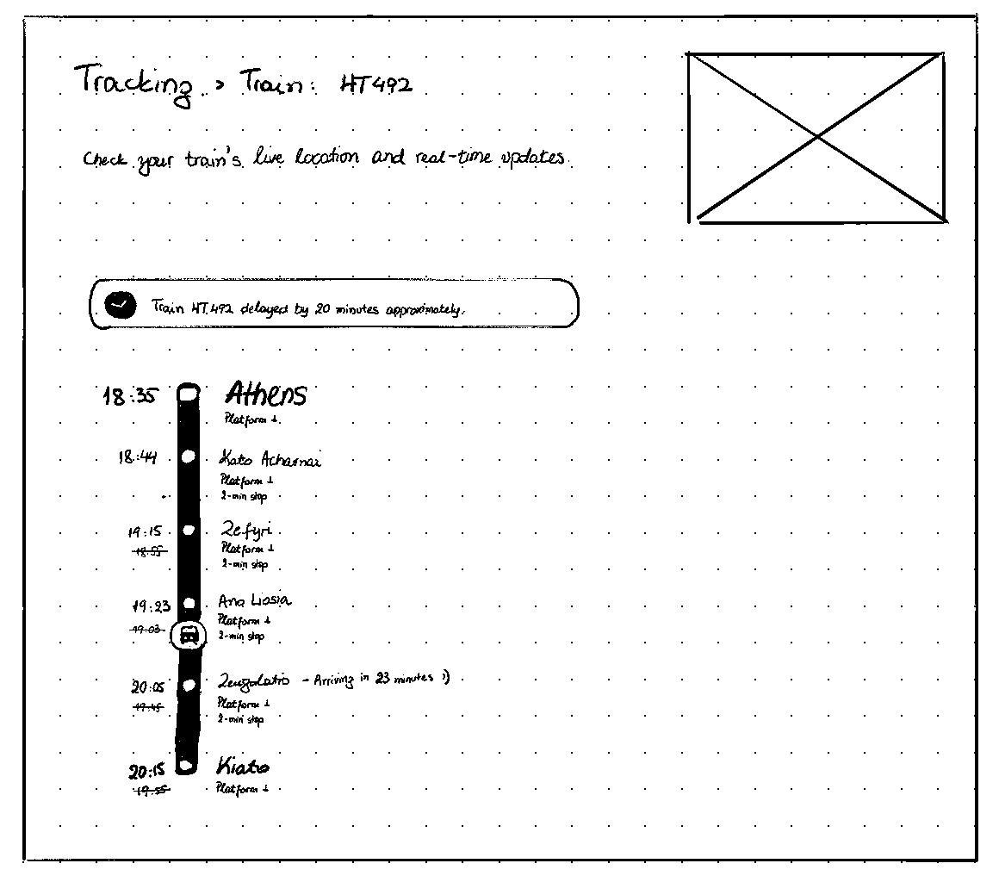 Tracking > Train: HT492
Check your train's live location and real-time updates.
Train HT492 delayed by 20 minutes approximately.
18:35 Athens
Platform 1
18:44 Kato Acharnai
Platform 1
2-min stop
19:15 Zefyri
18:55 Platform 1
2-min stop
19:23 Ano Liosia
Platform 1
19:03 2-min stop
20:05 Zeugolatio - Arriving in 23 minutes :)
19:45 Platform 1
2-min stop
20:15 Kiato
19:55 Platform 1